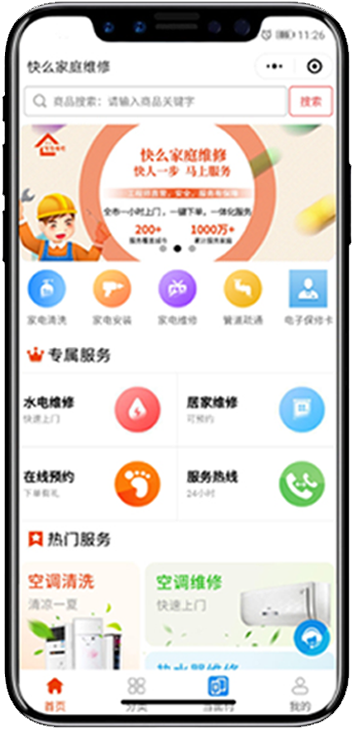 11:26
快么家庭维修
商品搜索：请输入商品关键字
搜索
快么家庭维修
快人一步 马上服务
全市一小时上门，一键下单，一体化服务
200+
1000万+
服务覆盖城市
累计服务家庭
家电清洗
家电安装
家电维修
管道疏通
电子保修卡
专属服务
水电维修
快速上门
居家维修
可预约
在线预约
下单有礼
服务热线
24小时
热门服务
空调清洗
清凉一夏
空调维修
快速上门
热水器维修
首页
分类
我的